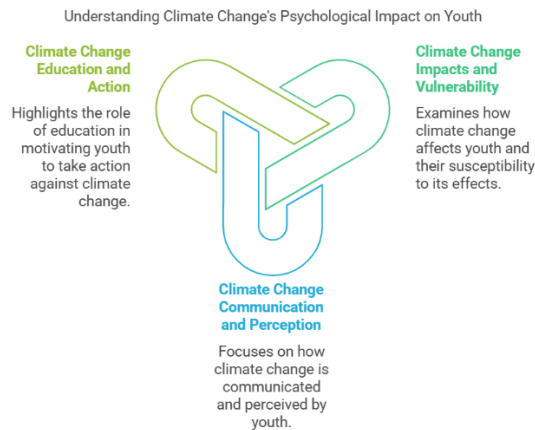 Understanding Climate Change's Psychological Impact on Youth
Climate Change
Education and
Action
Highlights the role
of education in
motivating youth
to take action
against climate
change.
Climate Change
Impacts and
Vulnerability
Examines how
climate change
affects youth and
their susceptibility
to its effects.
Climate Change
Communication
and Perception
Focuses on how
climate change is
communicated
and perceived by
youth.